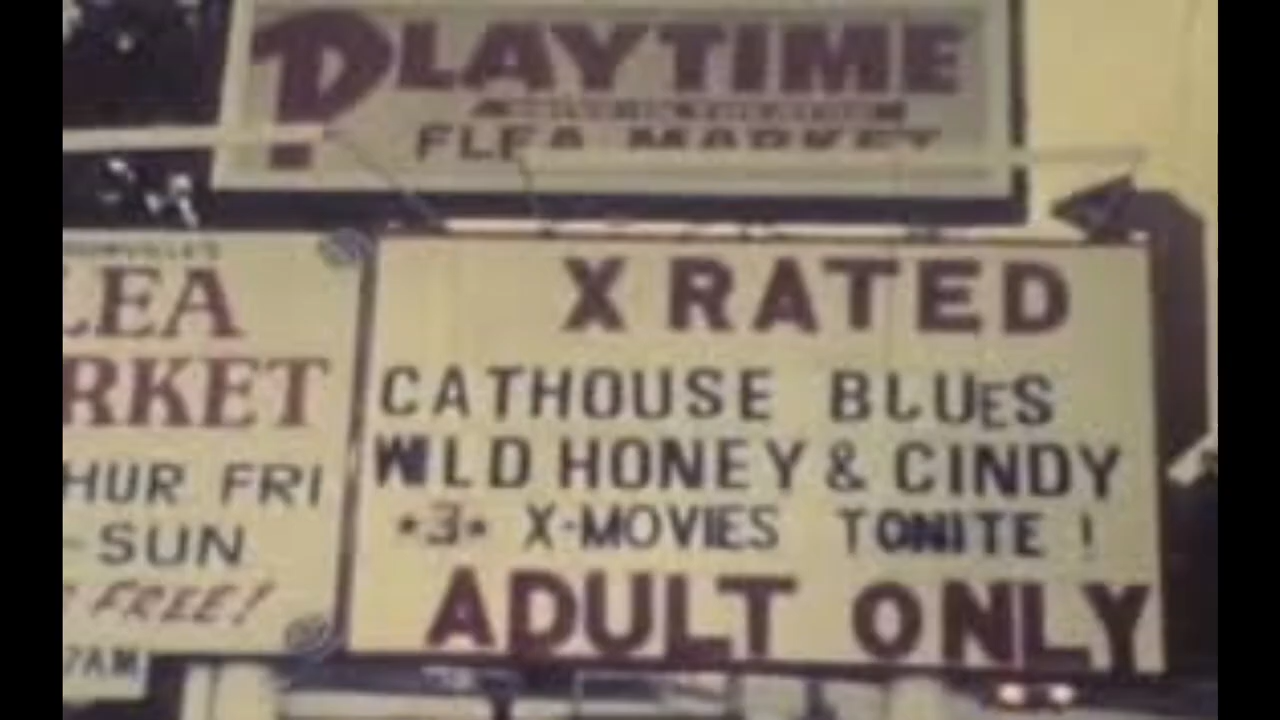 PLAYTIME
FLEA MARKET
LEA
RKET
HUR FRI
-SUN
FREE!
7AM
X RATED
CATHOUSE BLUES
WILD HONEY & CINDY
*3* X-MOVIES TONITE !
ADULT ONLY